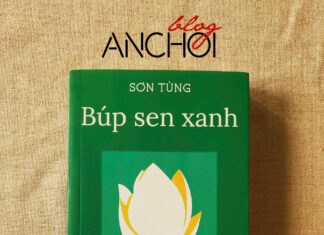 blog
ANCHOI
SƠN TÙNG
Búp sen xanh